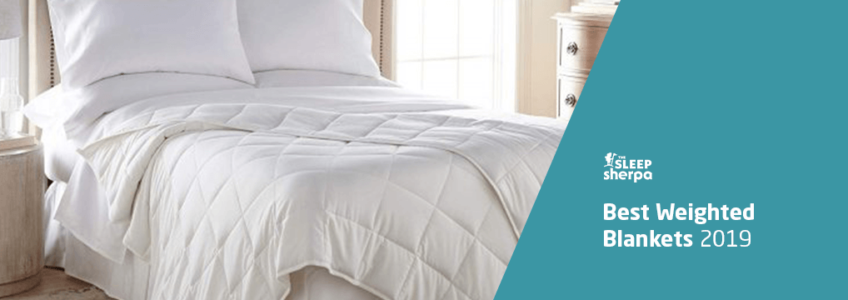 THE
SLEEP
sherpa
Best Weighted
Blankets 2019